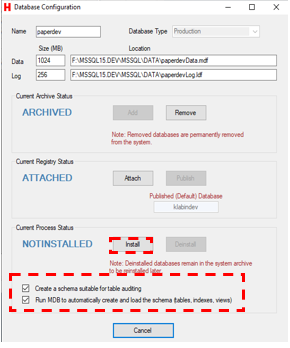 H Database Configuration
Name paperdev Database Type Production
Size (MB) Location
Data 1024 F:\MSSQL15.DEV\MSSQL\DATA\paperdevData.mdf
Log 256 F:\MSSQL15.DEV\MSSQL\DATA\paperdevLog.ldf
Current Archive Status
ARCHIVED Add Remove
Note: Removed databases are permanently removed
from the system.
Current Registry Status
ATTACHED Attach Publish
Published (Default) Database
klabindev
Current Process Status
NOTINSTALLED Install Deinstall
Note: Deinstalled databases remain in the system archive
to be reinstalled later.
Create a schema suitable for table auditing
Run MDB to automatically create and load the schema (tables, indexes, views)
Cancel